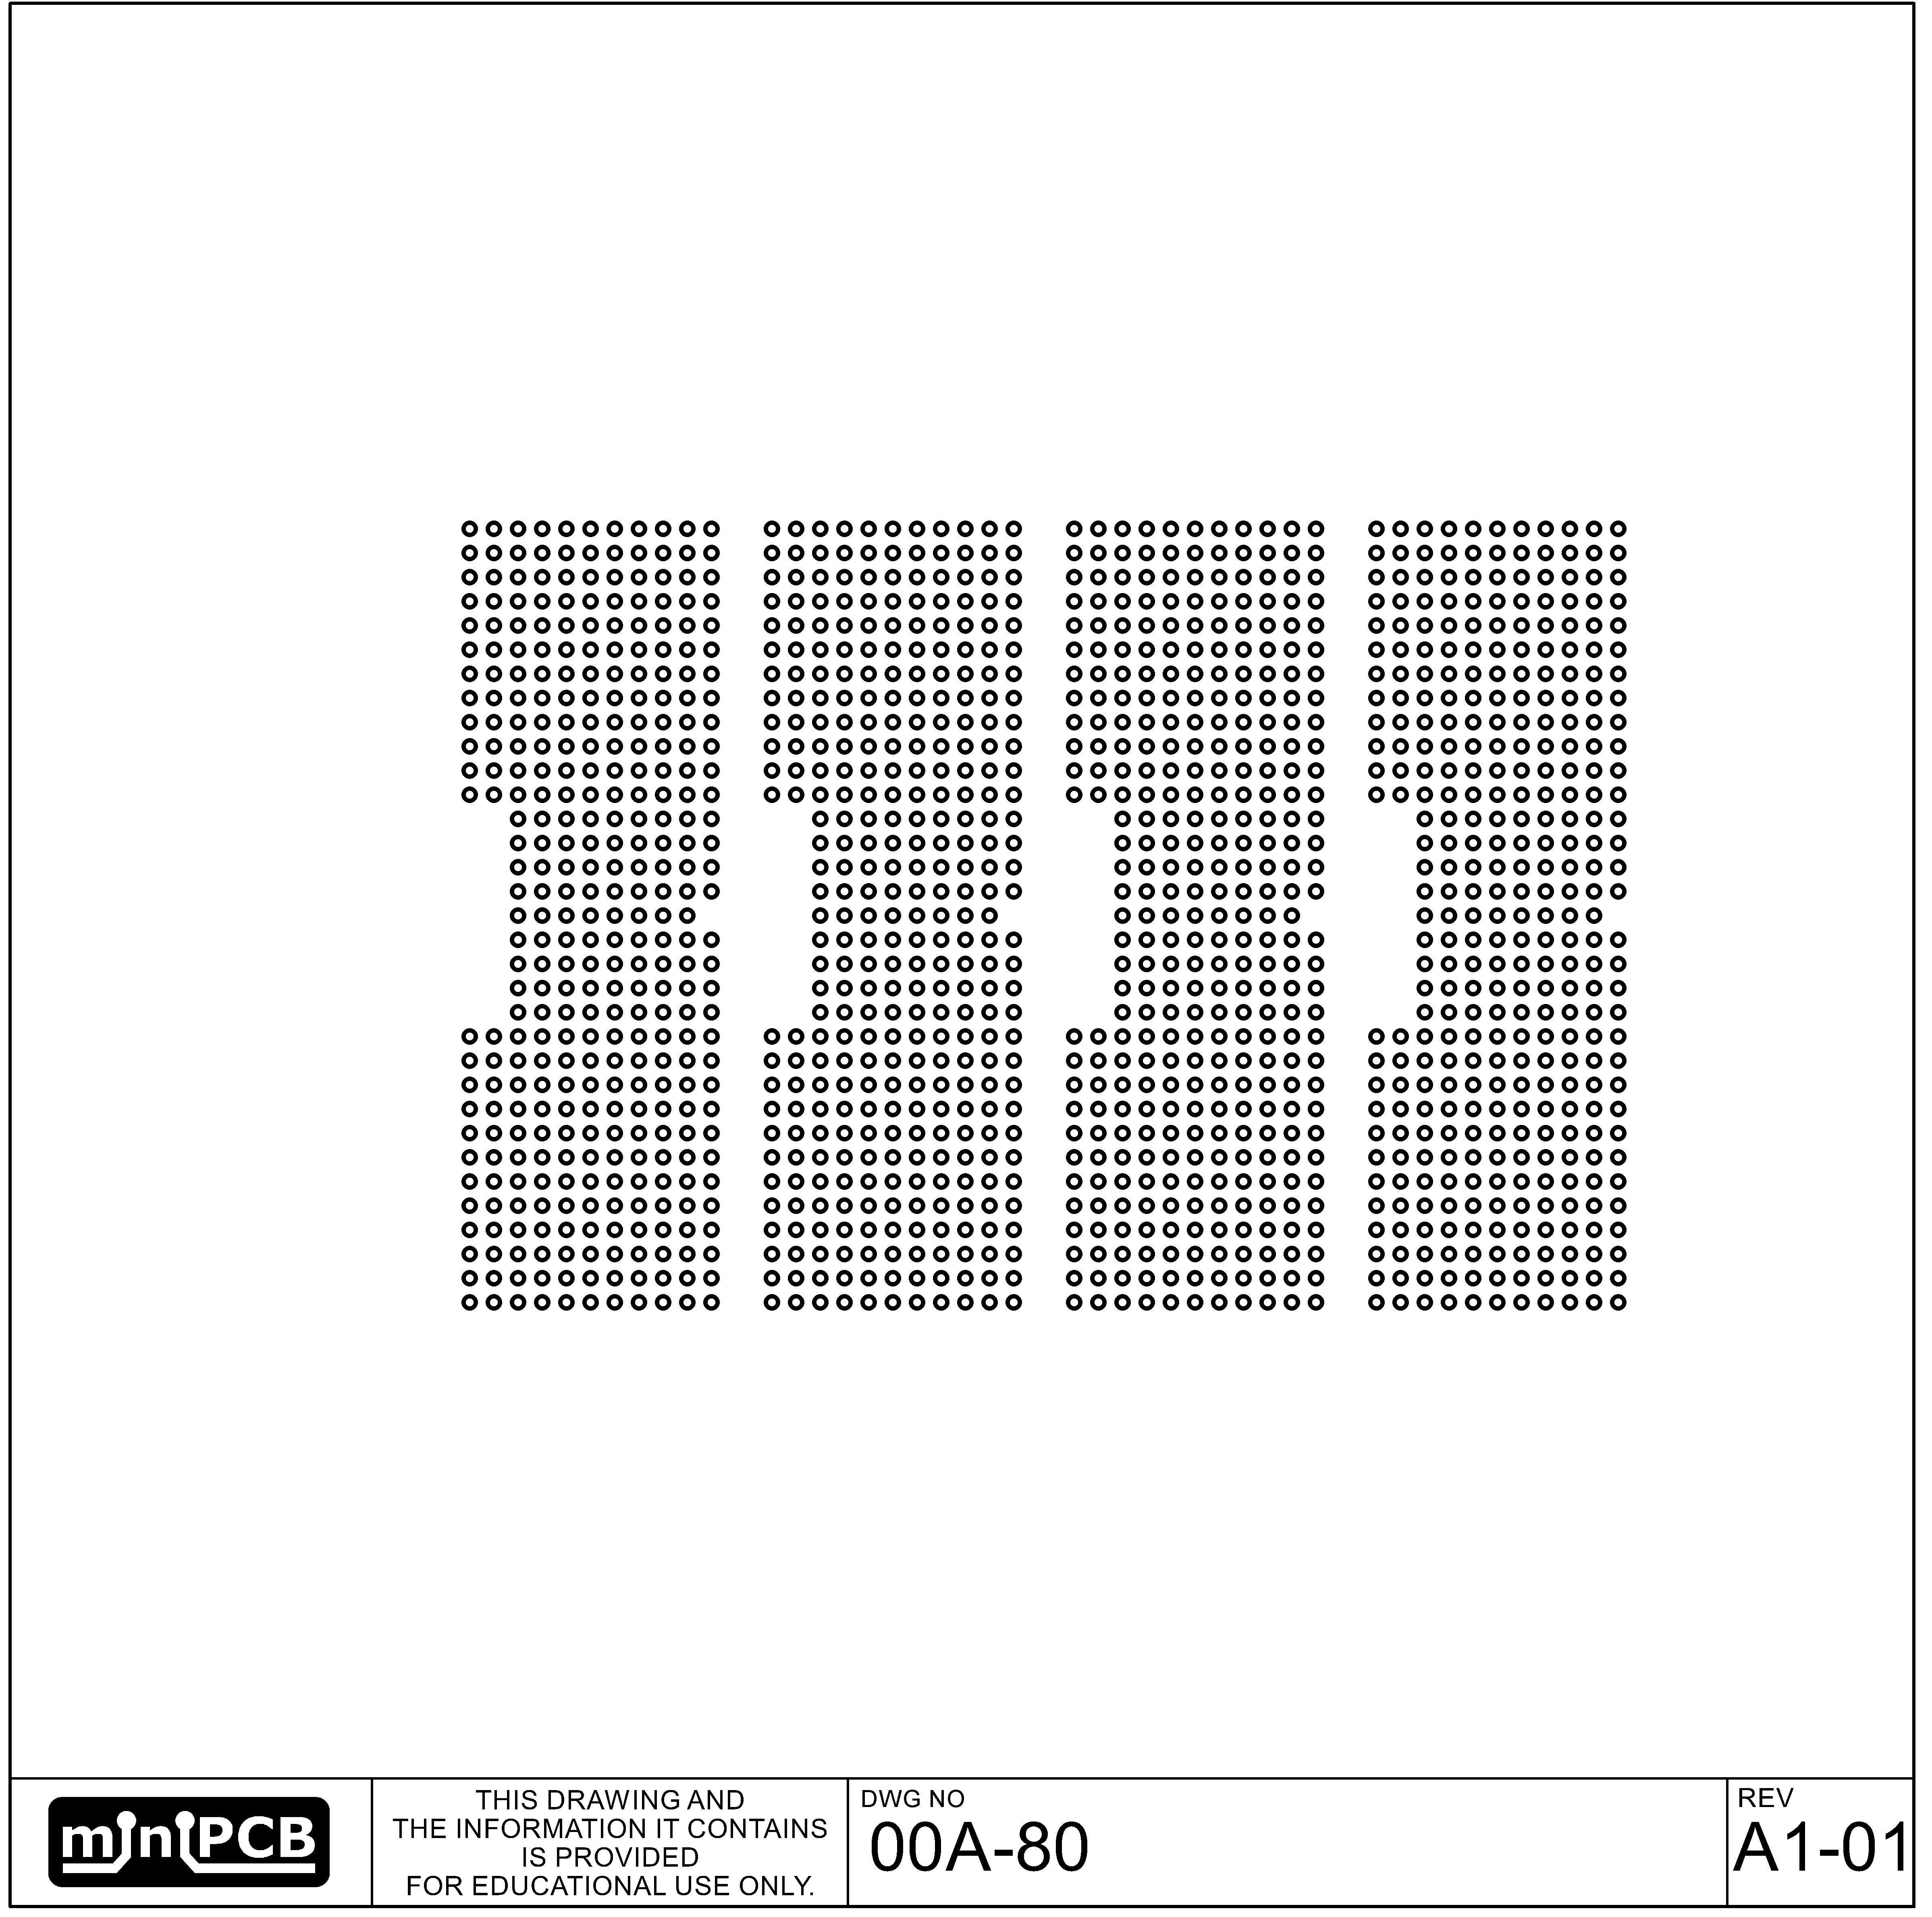 miniPCB
THIS DRAWING AND
THE INFORMATION IT CONTAINS
IS PROVIDED
FOR EDUCATIONAL USE ONLY.
DWG NO
00A-80
REV
A1-01